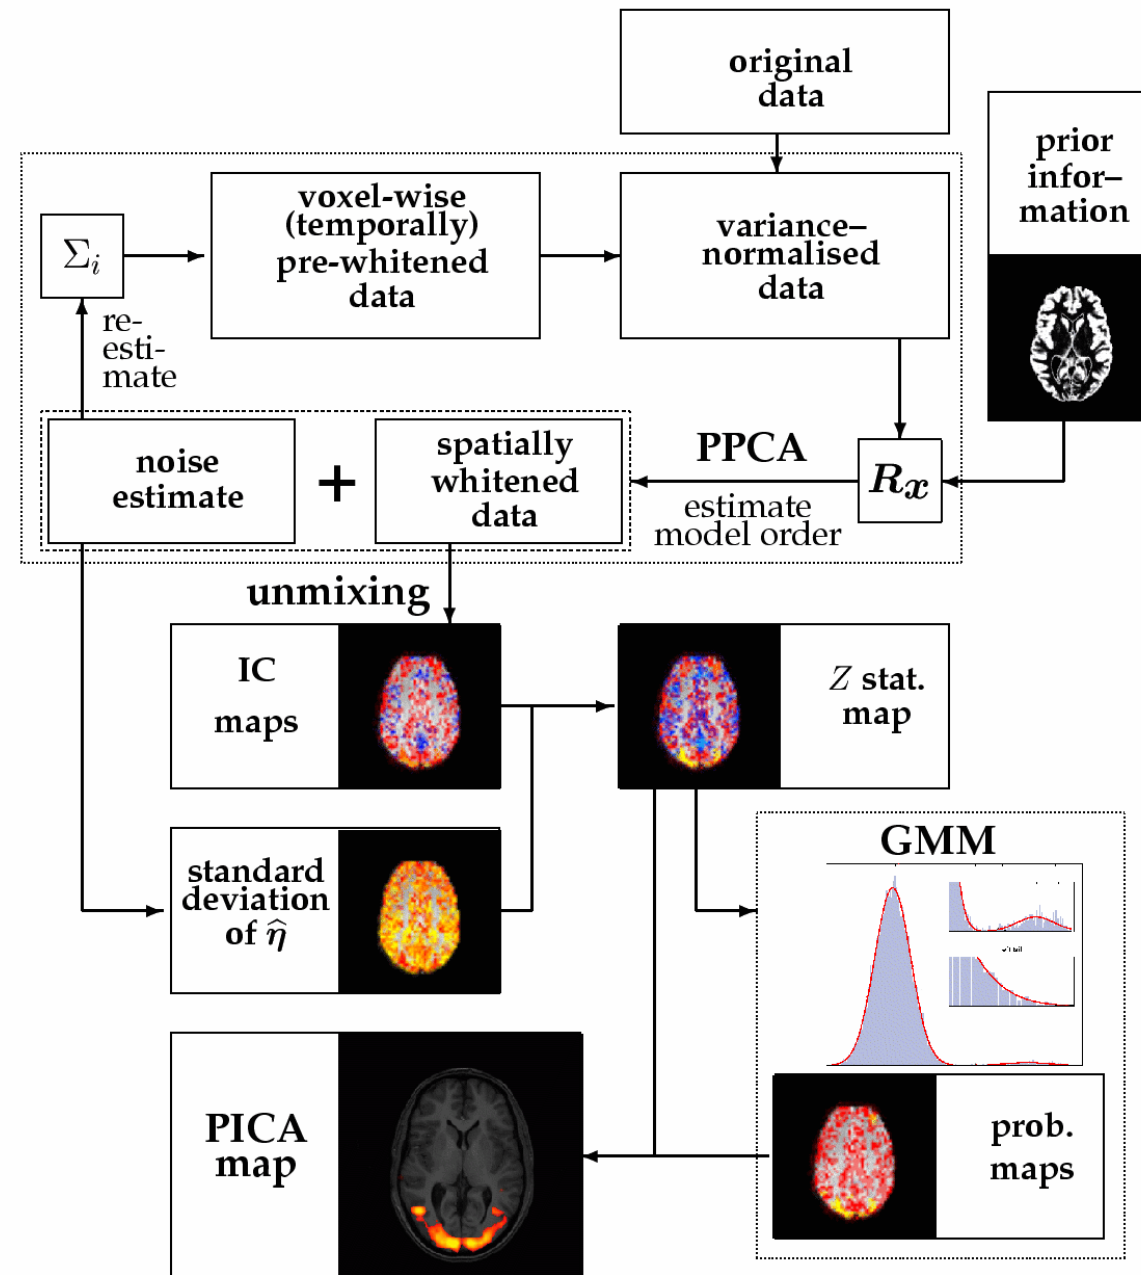 original
data
prior
infor–
mation
voxel-wise
(temporally)
pre-whitened
data
variance–
normalised
data
Σi
re-
esti-
mate
noise
estimate
+
spatially
whitened
data
PPCA
estimate
model order
Rx
unmixing
IC
maps
Z stat.
map
standard
deviation
of η̂
GMM
PICA
map
prob.
maps